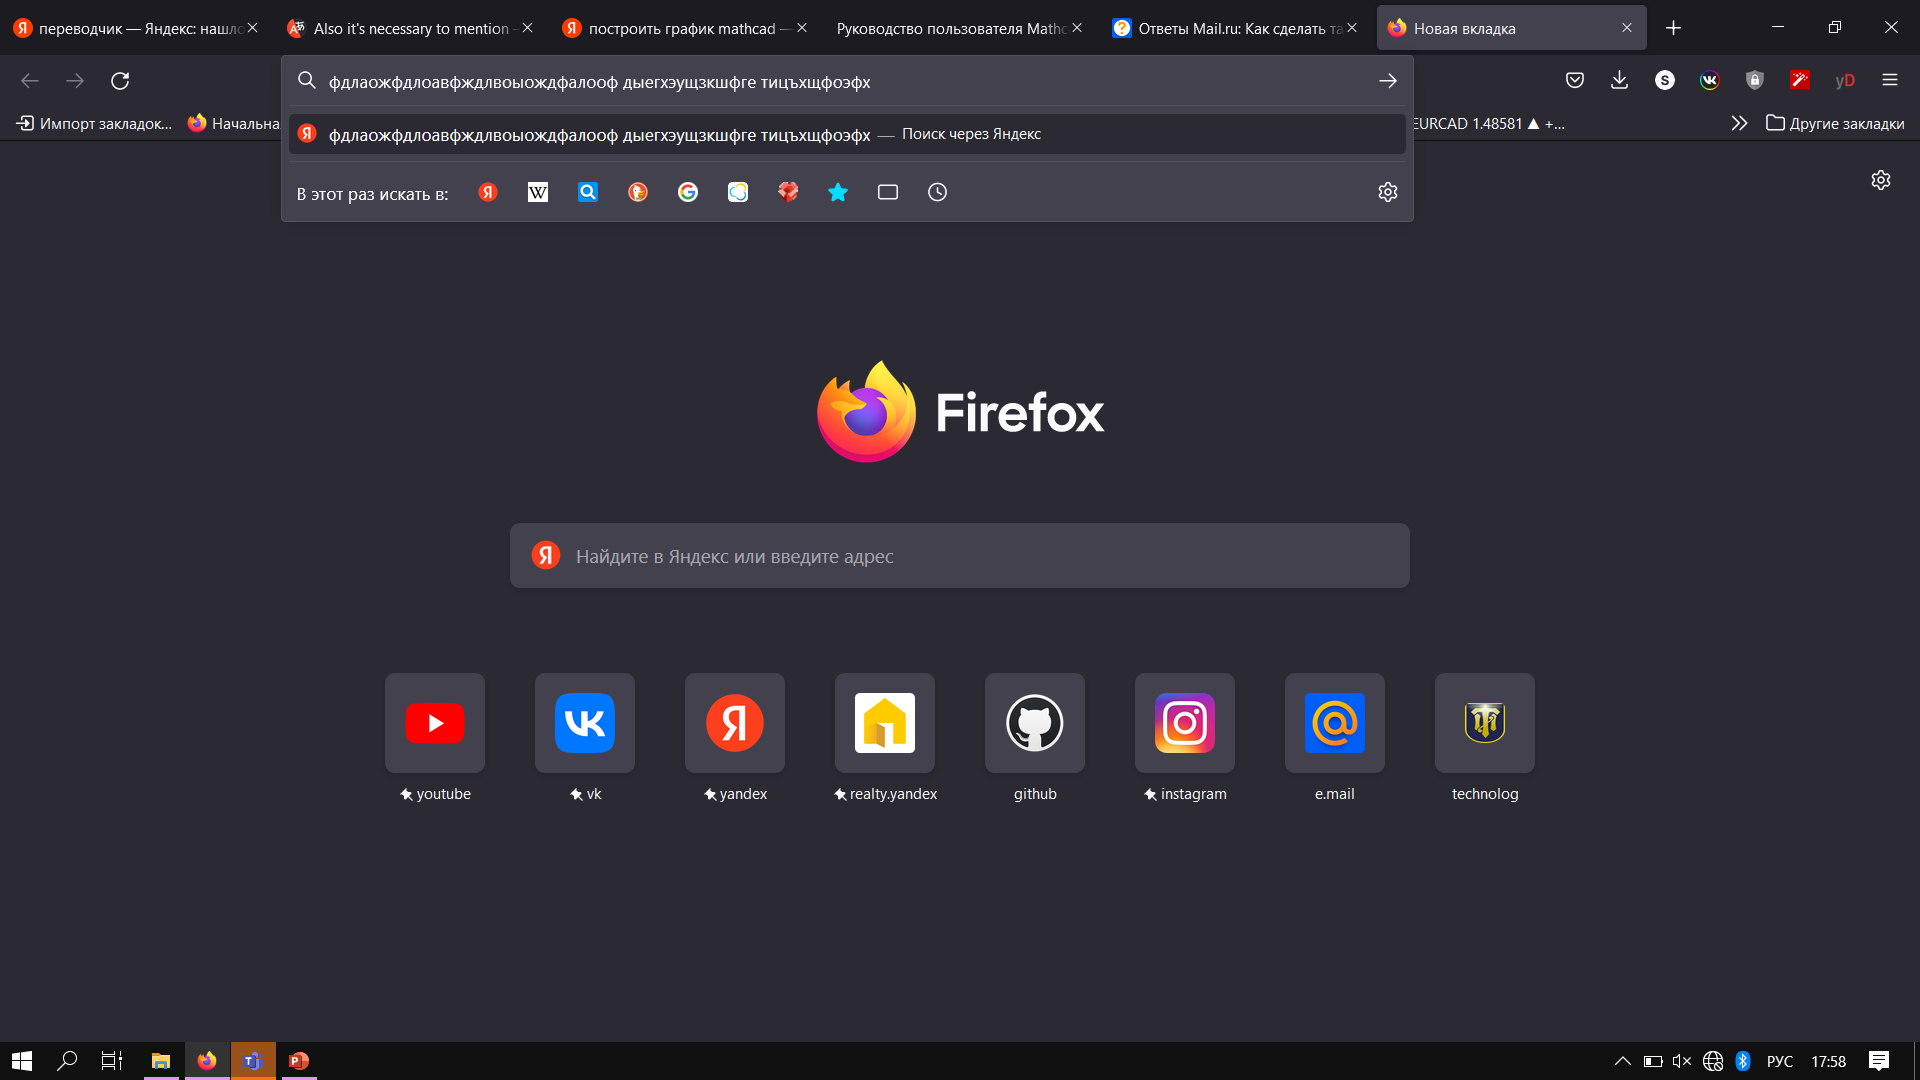 переводчик — Яндекс: нашло
Also it's necessary to mention -
построить график mathcad —
Руководство пользователя Mathc
Ответы Mail.ru: Как сделать та
Новая вкладка
фдлаожфдлоавфждлвоыождфалооф дыегхэущзкшфге тицъхщфоэфх
Импорт закладок...
Начальна
EURCAD 1.48581 ▲ +...
Другие закладки
фдлаожфдлоавфждлвоыождфалооф дыегхэущзкшфге тицъхщфоэфх — Поиск через Яндекс
В этот раз искать в:
Firefox
Найдите в Яндекс или введите адрес
youtube
vk
yandex
realty.yandex
github
instagram
e.mail
technolog
РУС
17:58